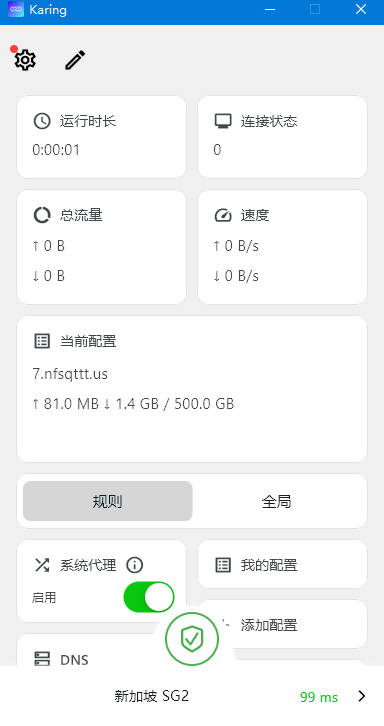 Karing
运行时长
0:00:01
连接状态
0
总流量
↑ 0 B
↓ 0 B
速度
↑ 0 B/s
↓ 0 B/s
当前配置
7.nfsqttt.us
↑ 81.0 MB ↓ 1.4 GB / 500.0 GB
规则
全局
系统代理
启用
我的配置
添加配置
DNS
新加坡 SG2
99 ms